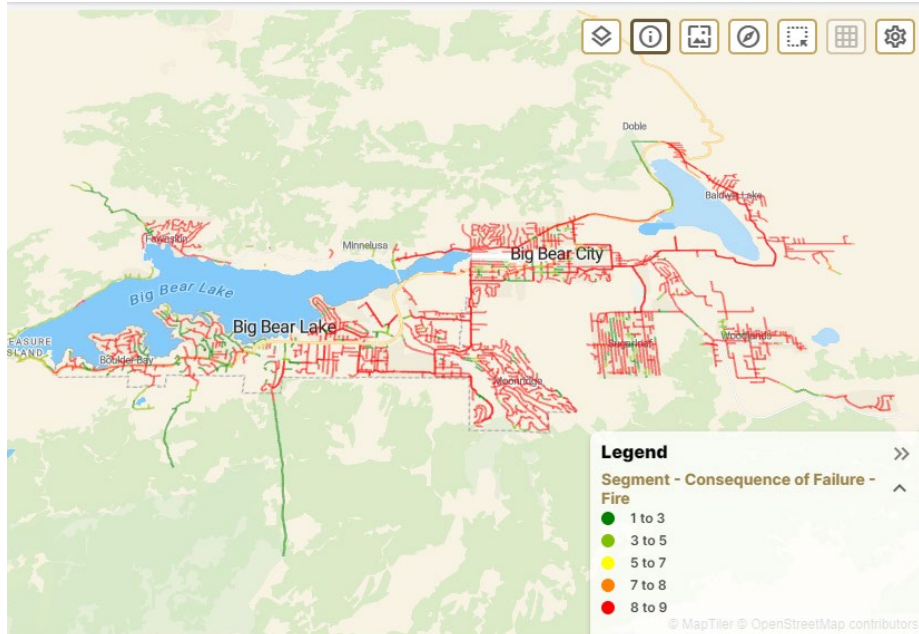 Doble
Baldwin Lake
Fawnskin
Minnelusa
Big Bear City
Big Bear Lake
Big Bear Lake
EASURE
SLAND
Boulder Bay
Sugarloaf
Woodlands
Moonridge
Legend
Segment - Consequence of Failure -
Fire
1 to 3
3 to 5
5 to 7
7 to 8
8 to 9
© MapTiler © OpenStreetMap contributors